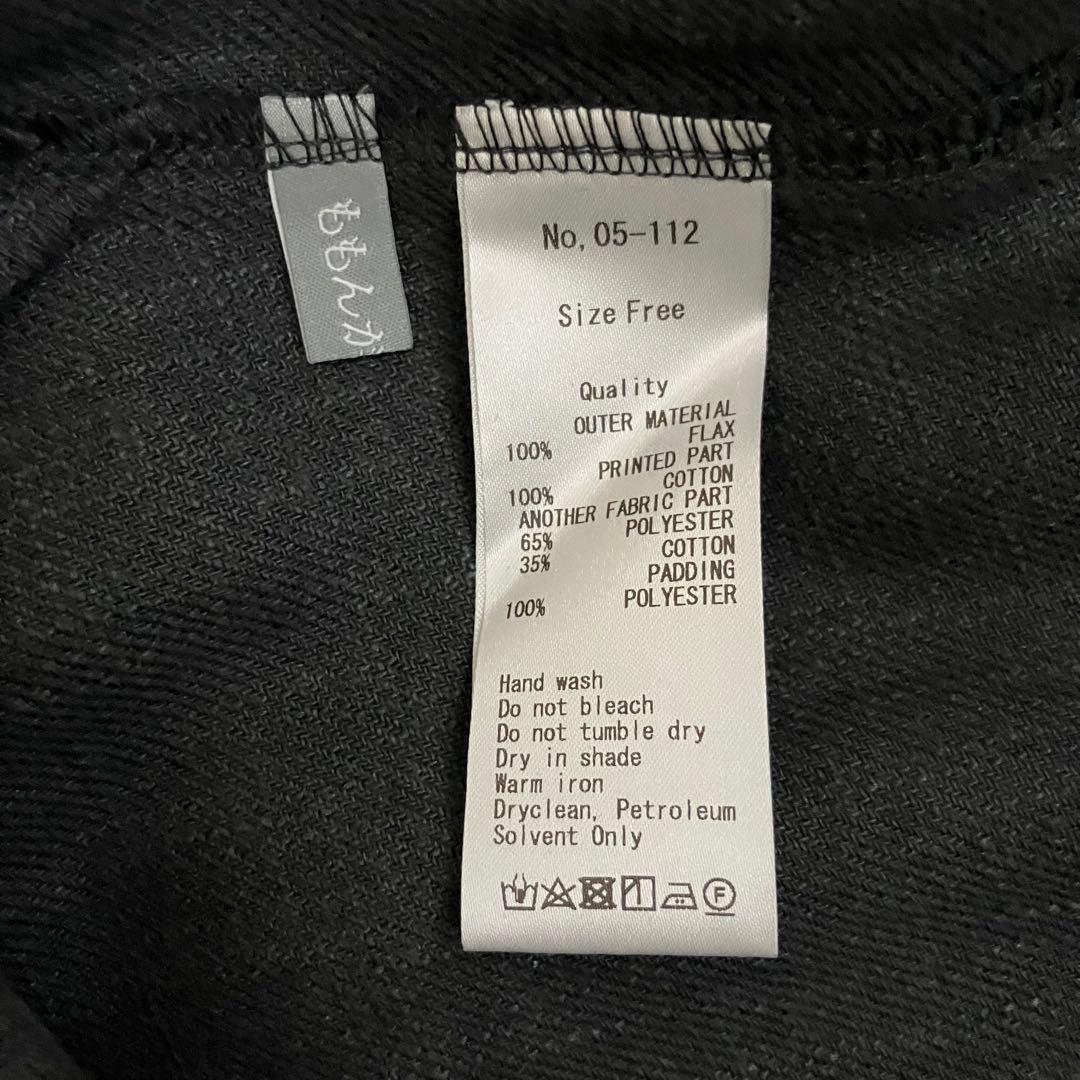 ももんが
No,05-112
Size Free
Quality
OUTER MATERIAL
100% FLAX
PRINTED PART
100% COTTON
ANOTHER FABRIC PART
65% POLYESTER
35% COTTON
PADDING
100% POLYESTER
Hand wash
Do not bleach
Do not tumble dry
Dry in shade
Warm iron
Dryclean, Petroleum
Solvent Only
F